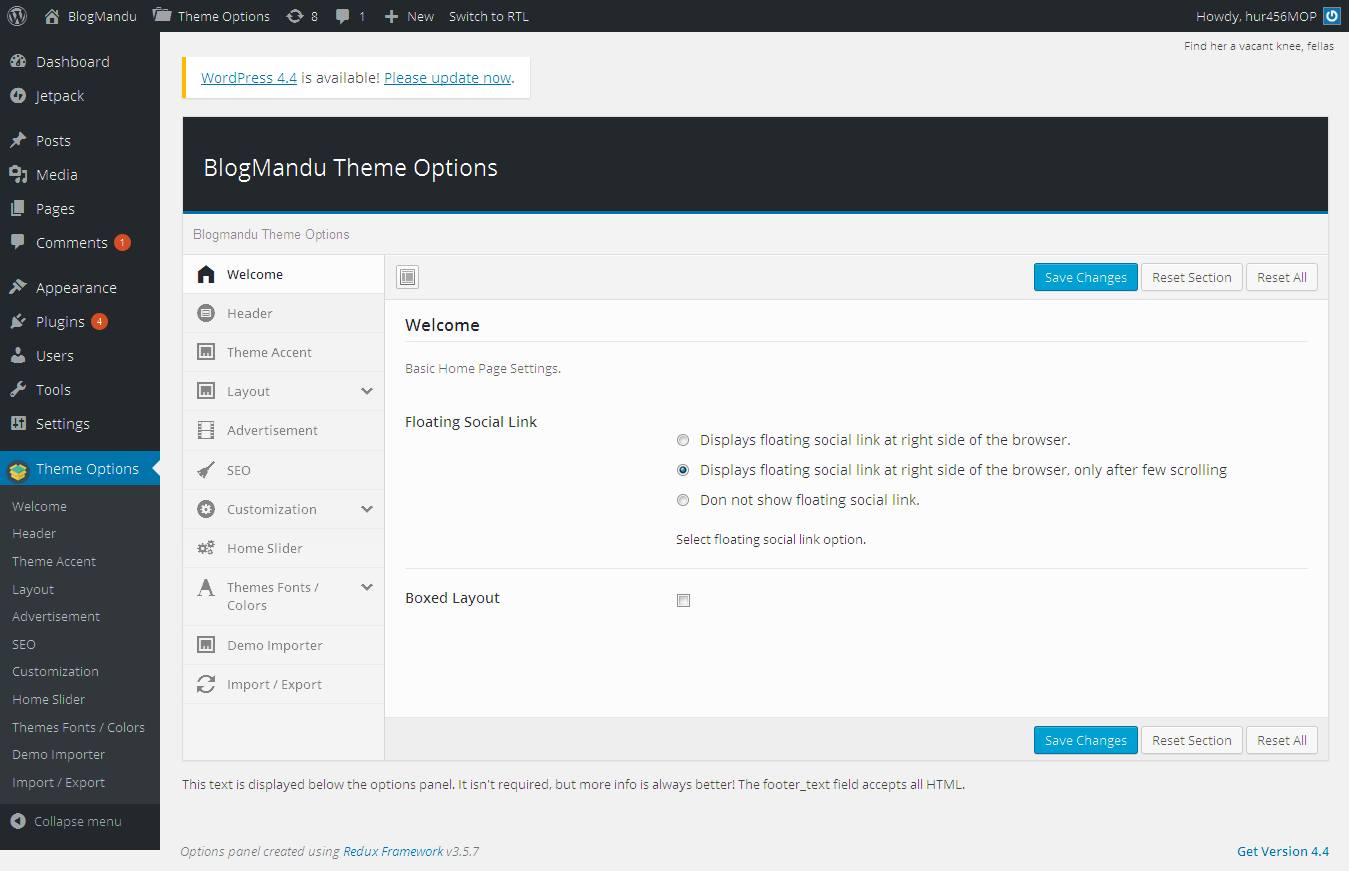 BlogMandu Theme Options 8 1 New Switch to RTL Howdy, hur456MOP
Find her a vacant knee, fellas
Dashboard
Jetpack
Posts
Media
Pages
Comments 1
Appearance
Plugins 4
Users
Tools
Settings
Theme Options
Welcome
Header
Theme Accent
Layout
Advertisement
SEO
Customization
Home Slider
Themes Fonts / Colors
Demo Importer
Import / Export
Collapse menu
WordPress 4.4 is available! Please update now.
BlogMandu Theme Options
Blogmandu Theme Options
Welcome
Header
Theme Accent
Layout
Advertisement
SEO
Customization
Home Slider
Themes Fonts /
Colors
Demo Importer
Import / Export
Save Changes Reset Section Reset All
Welcome
Basic Home Page Settings.
Floating Social Link
Displays floating social link at right side of the browser.
Displays floating social link at right side of the browser, only after few scrolling
Don not show floating social link.
Select floating social link option.
Boxed Layout
Save Changes Reset Section Reset All
This text is displayed below the options panel. It isn't required, but more info is always better! The footer_text field accepts all HTML.
Options panel created using Redux Framework v3.5.7
Get Version 4.4